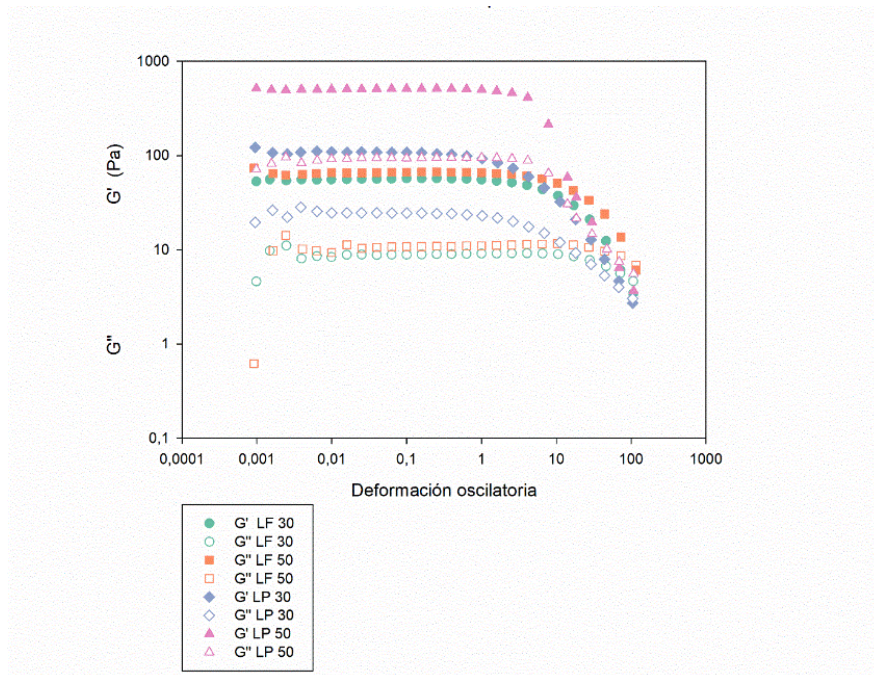 1000
100
10
1
0,1
G' (Pa)
G"
0,0001
0,001
0,01
0,1
1
10
100
1000
Deformación oscilatoria
G' LF 30
G" LF 30
G" LF 50
G" LF 50
G' LP 30
G" LP 30
G' LP 50
G" LP 50